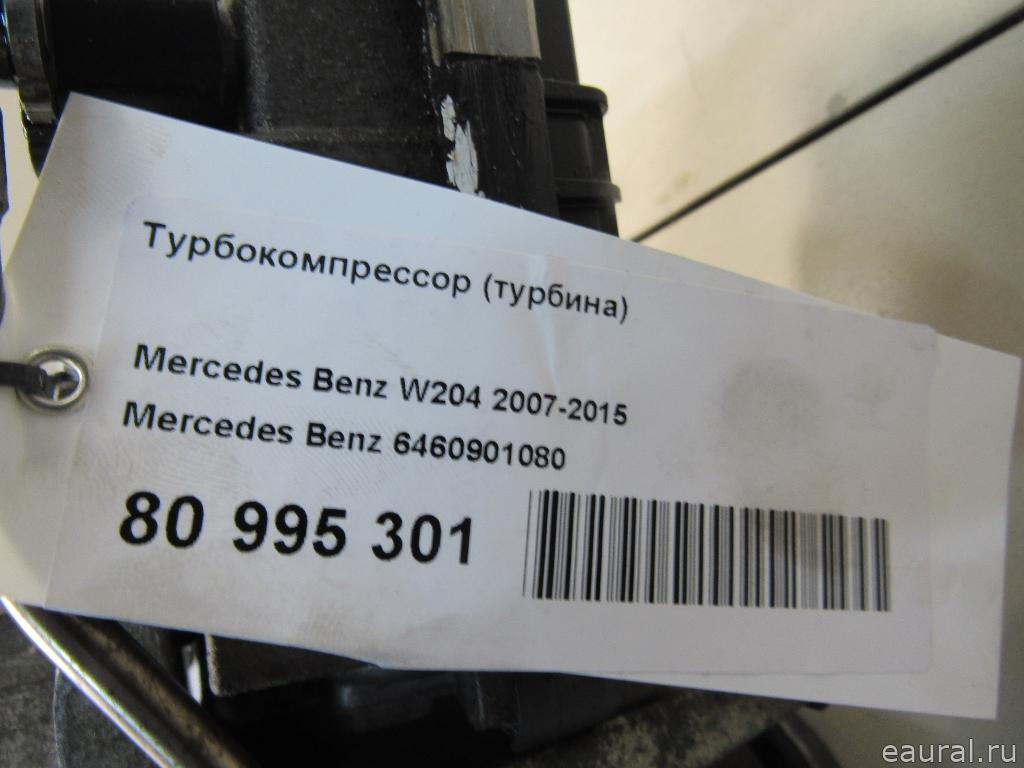 Турбокомпрессор (турбина)
Mercedes Benz W204 2007-2015
Mercedes Benz 6460901080
80 995 301
eaural.ru